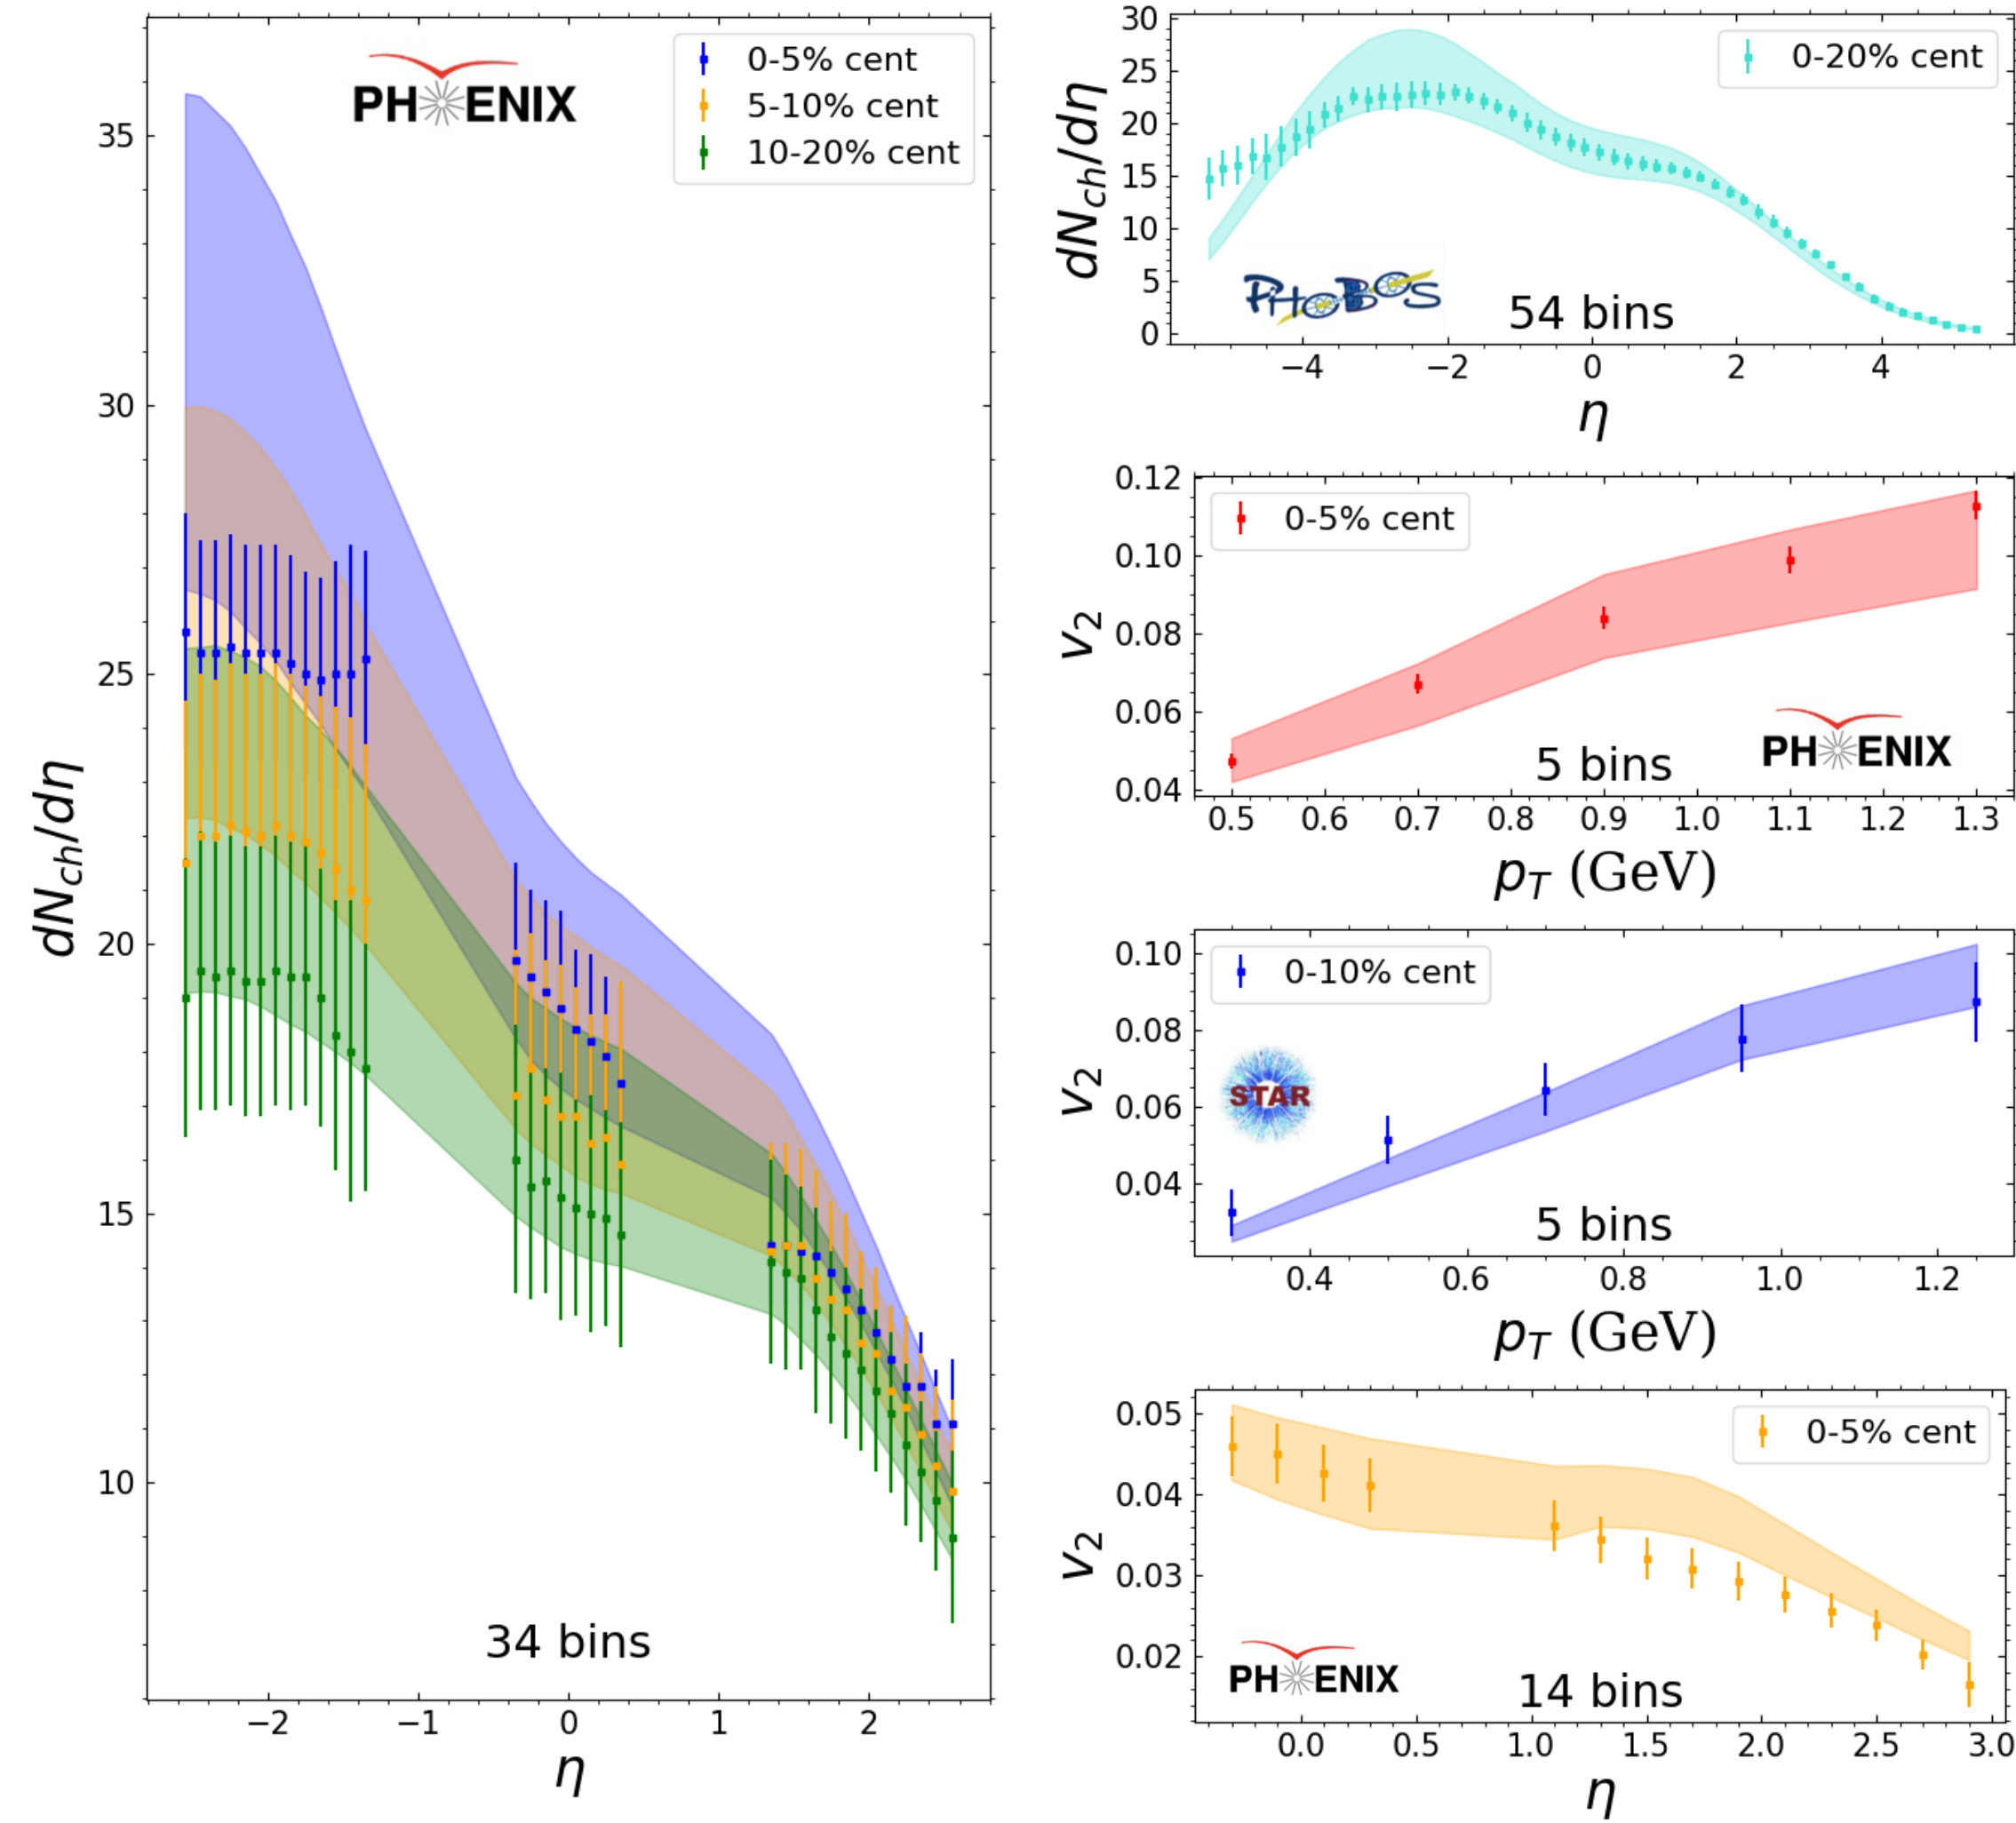 PHENIX
0-5% cent
5-10% cent
10-20% cent
35
30
25
20
15
10
dN_ch/dη
34 bins
−2 −1 0 1 2
η
30
25
20
15
10
5
0
dN_ch/dη
0-20% cent
PHOBOS
54 bins
−4 −2 0 2 4
η
0.12
0.10
0.08
0.06
0.04
v_2
0-5% cent
5 bins
PHENIX
0.5 0.6 0.7 0.8 0.9 1.0 1.1 1.2 1.3
p_T (GeV)
0.10
0.08
0.06
0.04
v_2
0-10% cent
STAR
5 bins
0.4 0.6 0.8 1.0 1.2
p_T (GeV)
0.05
0.04
0.03
0.02
v_2
0-5% cent
PHENIX
14 bins
0.0 0.5 1.0 1.5 2.0 2.5 3.0
η